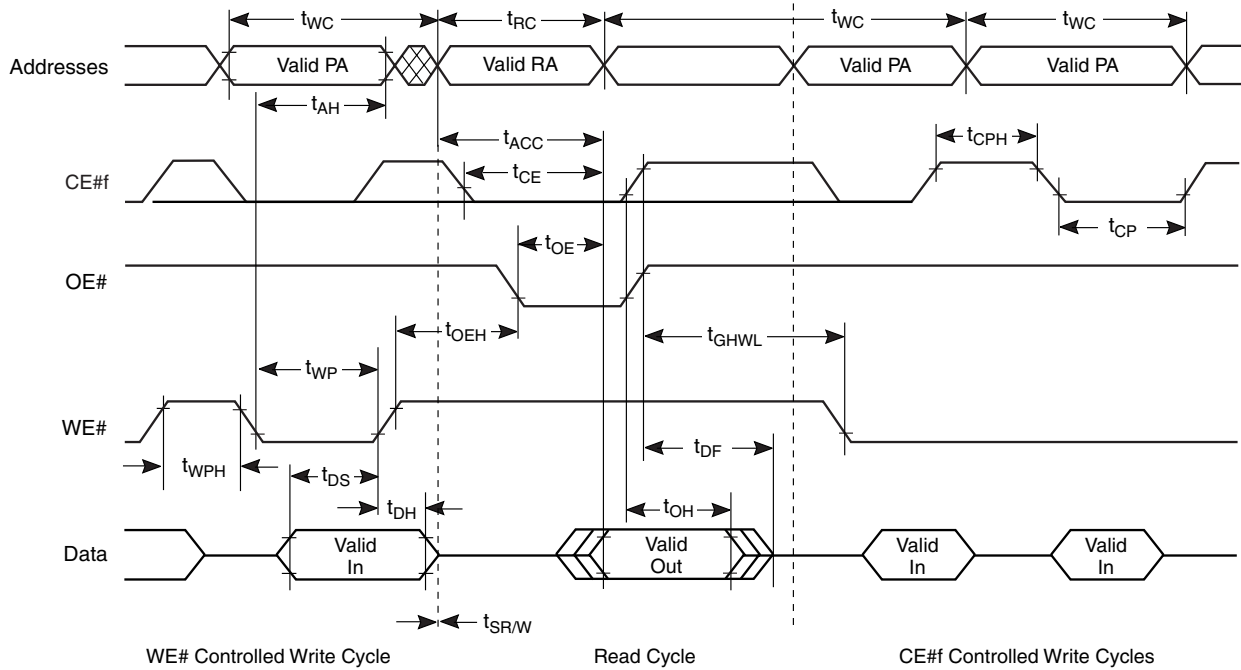 tWC tRC tWC tWC
Addresses Valid PA Valid RA Valid PA Valid PA
tAH
tACC tCPH
CE#f tCE
tCP
tOE
OE#
tOEH tGHWL
tWP
WE#
tWPH tDS tDF
tDH tOH
Data Valid In Valid Out Valid In Valid In
tSR/W
WE# Controlled Write Cycle Read Cycle CE#f Controlled Write Cycles